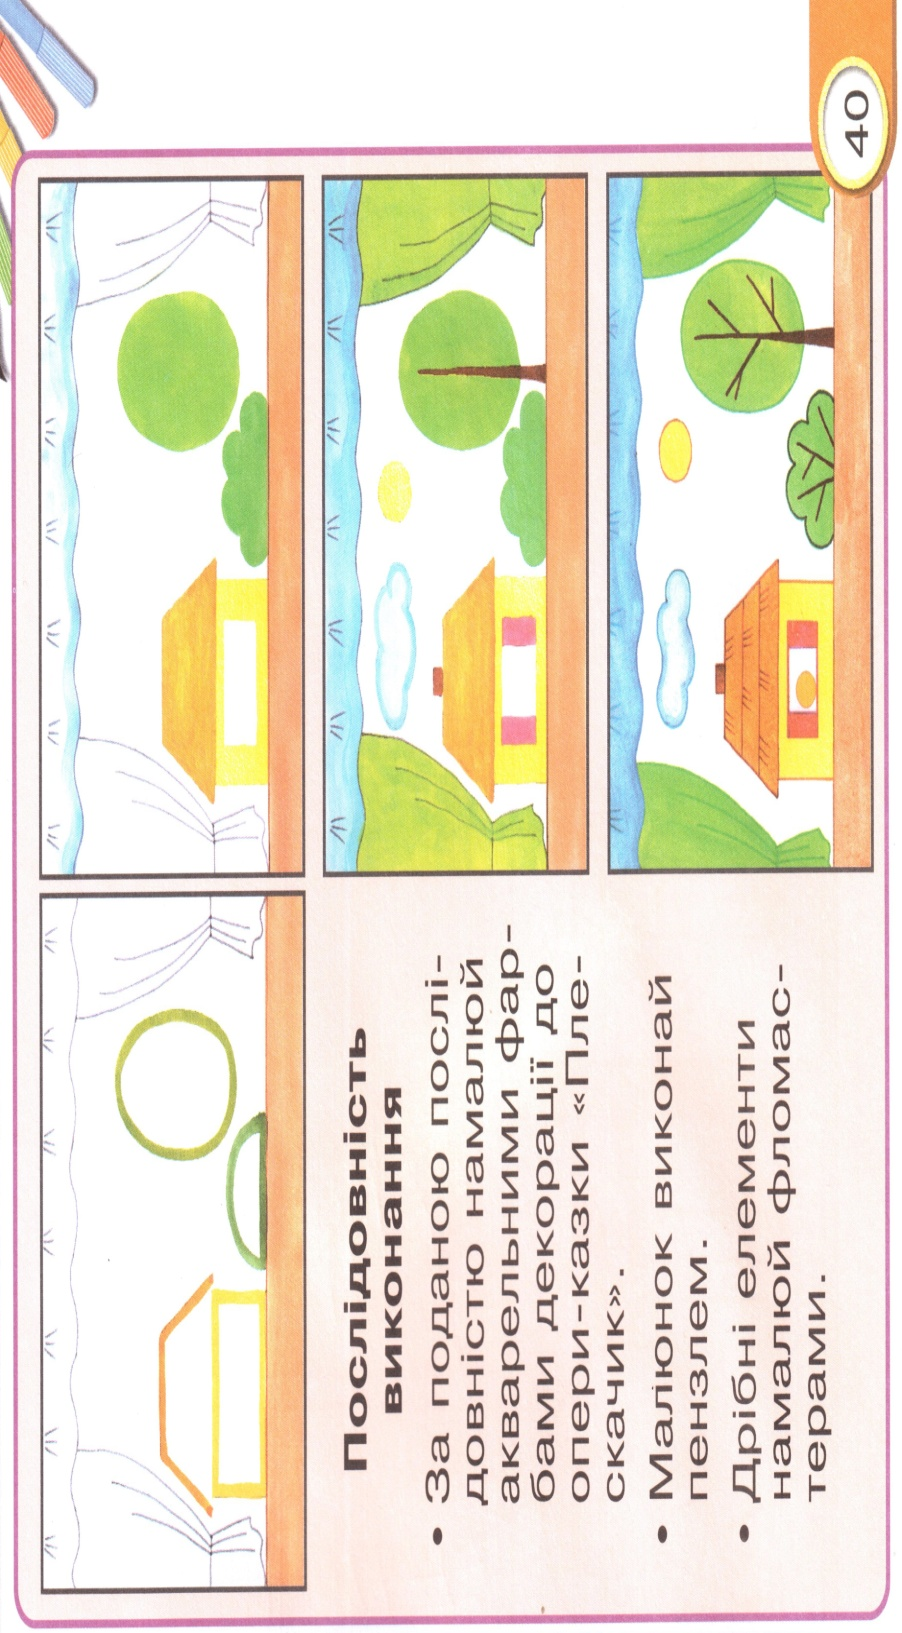 Послідовність
виконання
• За поданою послі-
довністю намалюй
акварельними фар-
бами декорації до
опери-казки «Пле-
скачик».
• Малюнок виконай
пензлем.
• Дрібні елементи
намалюй фломас-
терами.
40